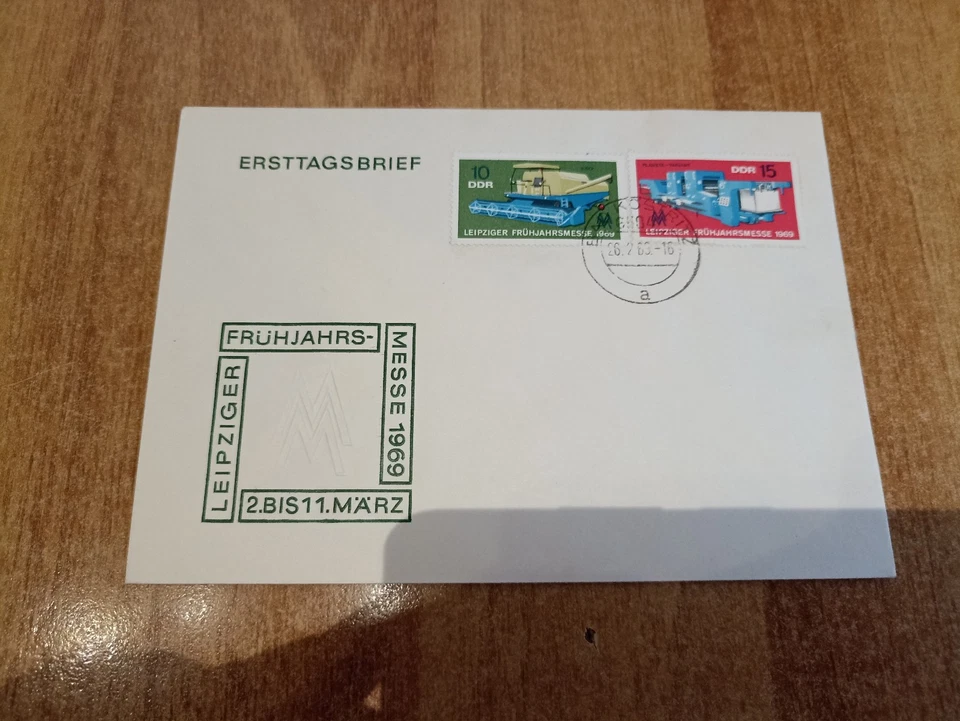 ERSTTAGSBRIEF
10
DDR
LEIPZIGER FRÜHJAHRSMESSE 1969
DDR 15
LEIPZIGER FRÜHJAHRSMESSE 1969
26.2.69.-16
a
LEIPZIGER
FRÜHJAHRS-
MESSE 1969
2.BIS 11.MÄRZ